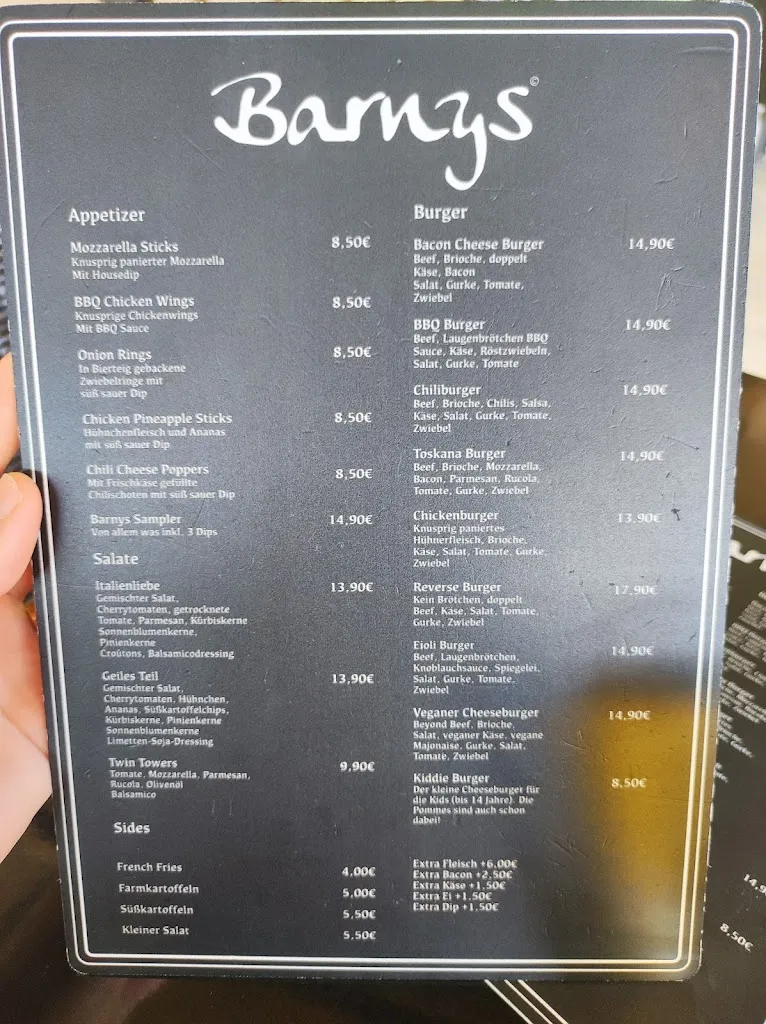 Barnys©
Appetizer
Mozzarella Sticks 8,50€
Knusprig panierter Mozzarella
Mit Housedip
BBQ Chicken Wings 8,50€
Knusprige Chickenwings
Mit BBQ Sauce
Onion Rings 8,50€
In Bierteig gebackene
Zwiebelringe mit
süß sauer Dip
Chicken Pineapple Sticks 8,50€
Hühnchenfleisch und Ananas
mit süß sauer Dip
Chili Cheese Poppers 8,50€
Mit Frischkäse gefüllte
Chilischoten mit süß sauer Dip
Barnys Sampler 14,90€
Von allem was inkl. 3 Dips
Salate
Italienliebe 13,90€
Gemischter Salat,
Cherrytomaten, getrocknete
Tomate, Parmesan, Kürbiskerne
Sonnenblumenkerne,
Pinienkerne
Croûtons, Balsamicodressing
Geiles Teil 13,90€
Gemischter Salat,
Cherrytomaten, Hühnchen,
Ananas, Süßkartoffelchips,
Kürbiskerne, Pinienkerne
Sonnenblumenkerne
Limetten-Soja-Dressing
Twin Towers 9,90€
Tomate, Mozzarella, Parmesan,
Rucola, Olivenöl
Balsamico
Sides
French Fries 4,00€
Farmkartoffeln 5,00€
Süßkartoffeln 5,50€
Kleiner Salat 5,50€
Burger
Bacon Cheese Burger 14,90€
Beef, Brioche, doppelt
Käse, Bacon
Salat, Gurke, Tomate,
Zwiebel
BBQ Burger 14,90€
Beef, Laugenbrötchen BBQ
Sauce, Käse, Röstzwiebeln,
Salat, Gurke, Tomate
Chiliburger 14,90€
Beef, Brioche, Chilis, Salsa,
Käse, Salat, Gurke, Tomate,
Zwiebel
Toskana Burger 14,90€
Beef, Brioche, Mozzarella,
Bacon, Parmesan, Rucola,
Tomate, Gurke, Zwiebel
Chickenburger 13,90€
Knusprig paniertes
Hühnerfleisch, Brioche,
Käse, Salat, Tomate, Gurke,
Zwiebel
Reverse Burger 17,90€
Kein Brötchen, doppelt
Beef, Käse, Salat, Tomate,
Gurke, Zwiebel
Eioli Burger 14,90€
Beef, Laugenbrötchen,
Knoblauchsauce, Spiegelei,
Salat, Gurke, Tomate,
Zwiebel
Veganer Cheeseburger 14,90€
Beyond Beef, Brioche,
Salat, veganer Käse, vegane
Majonaise, Gurke, Salat,
Tomate, Zwiebel
Kiddie Burger 8,50€
Der kleine Cheeseburger für
die Kids (bis 14 Jahre). Die
Pommes sind auch schon
dabei!
Extra Fleisch +6,00€
Extra Bacon +2,50€
Extra Käse +1,50€
Extra Ei +1,50€
Extra Dip +1,50€
8,50€